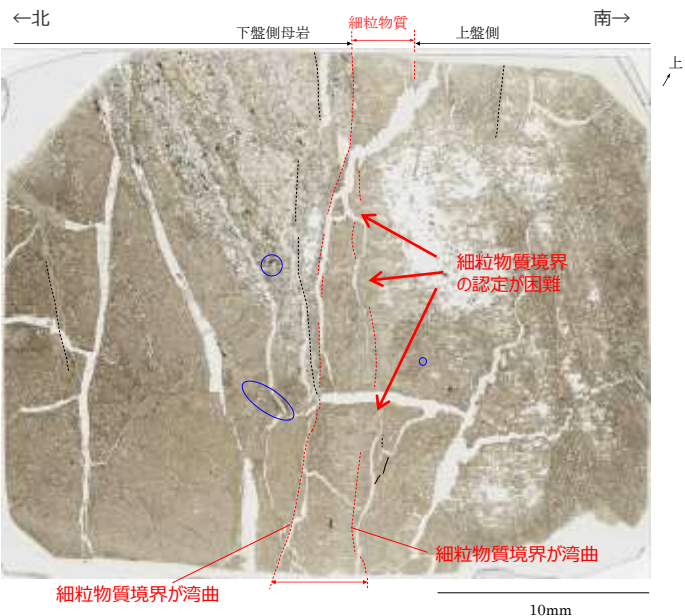 ←北
細粒物質
南→
下盤側母岩
上盤側
上
細粒物質境界
の認定が困難
細粒物質境界が湾曲
細粒物質境界が湾曲
10mm